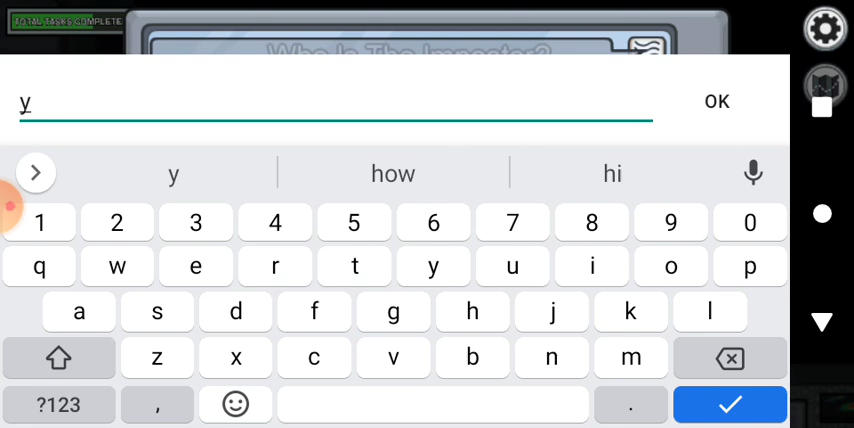 TOTAL TASKS COMPLETE
Who Is The Impostor?
y
OK
y how hi
1 2 3 4 5 6 7 8 9 0
q w e r t y u i o p
a s d f g h j k l
z x c v b n m
?123 , .